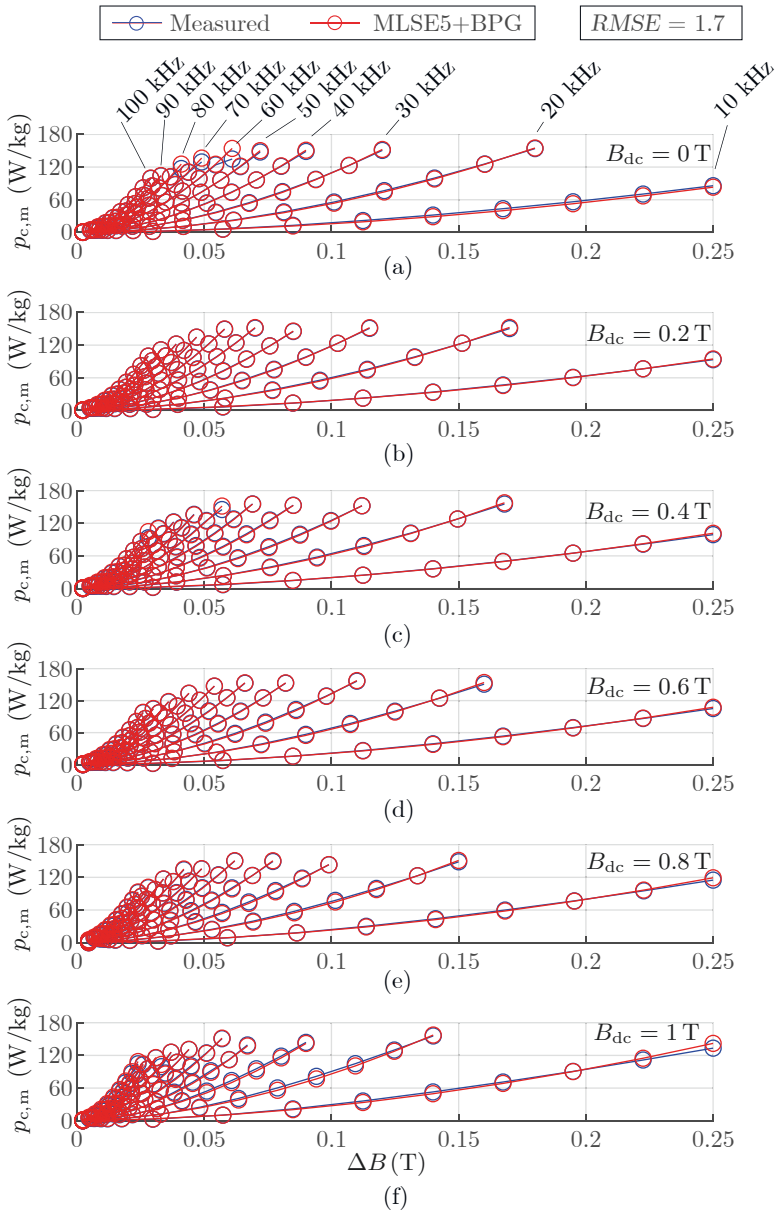 Measured MLSE5+BPG RMSE = 1.7
100 kHz 90 kHz 80 kHz 70 kHz 60 kHz 50 kHz 40 kHz 30 kHz 20 kHz 10 kHz
p_c,m (W/kg)
180
120
60
0
B_dc = 0 T
0 0.05 0.1 0.15 0.2 0.25
(a)
p_c,m (W/kg)
180
120
60
0
B_dc = 0.2 T
0 0.05 0.1 0.15 0.2 0.25
(b)
p_c,m (W/kg)
180
120
60
0
B_dc = 0.4 T
0 0.05 0.1 0.15 0.2 0.25
(c)
p_c,m (W/kg)
180
120
60
0
B_dc = 0.6 T
0 0.05 0.1 0.15 0.2 0.25
(d)
p_c,m (W/kg)
180
120
60
0
B_dc = 0.8 T
0 0.05 0.1 0.15 0.2 0.25
(e)
p_c,m (W/kg)
180
120
60
0
B_dc = 1 T
0 0.05 0.1 0.15 0.2 0.25
ΔB (T)
(f)